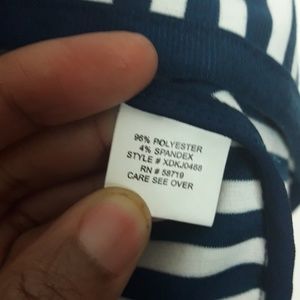 96% POLYESTER
4% SPANDEX
STYLE # XDKJ0468
RN # 58719
CARE SEE OVER